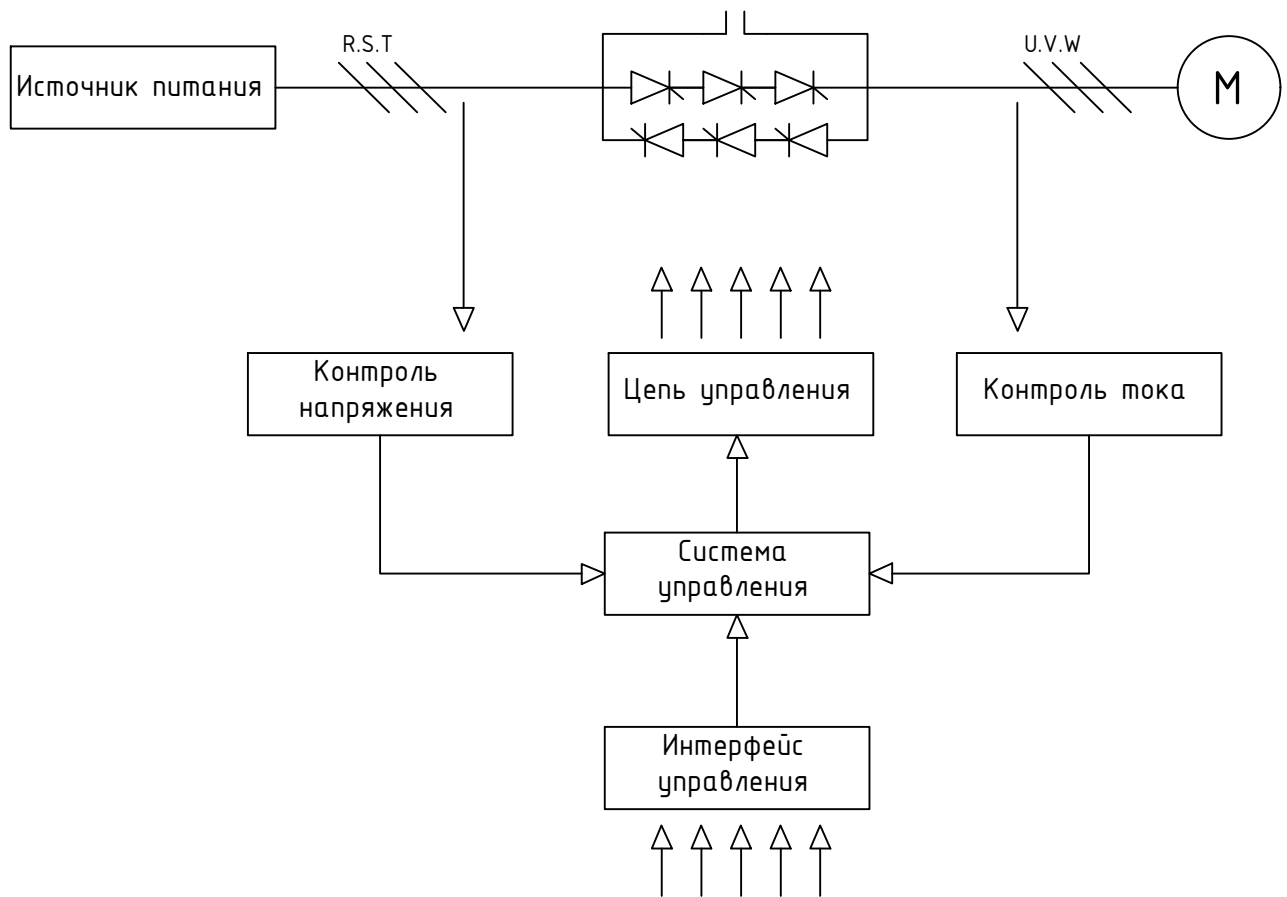 R.S.T
U.V.W
Источник питания
M
Контроль
напряжения
Цепь управления
Контроль тока
Система
управления
Интерфейс
управления